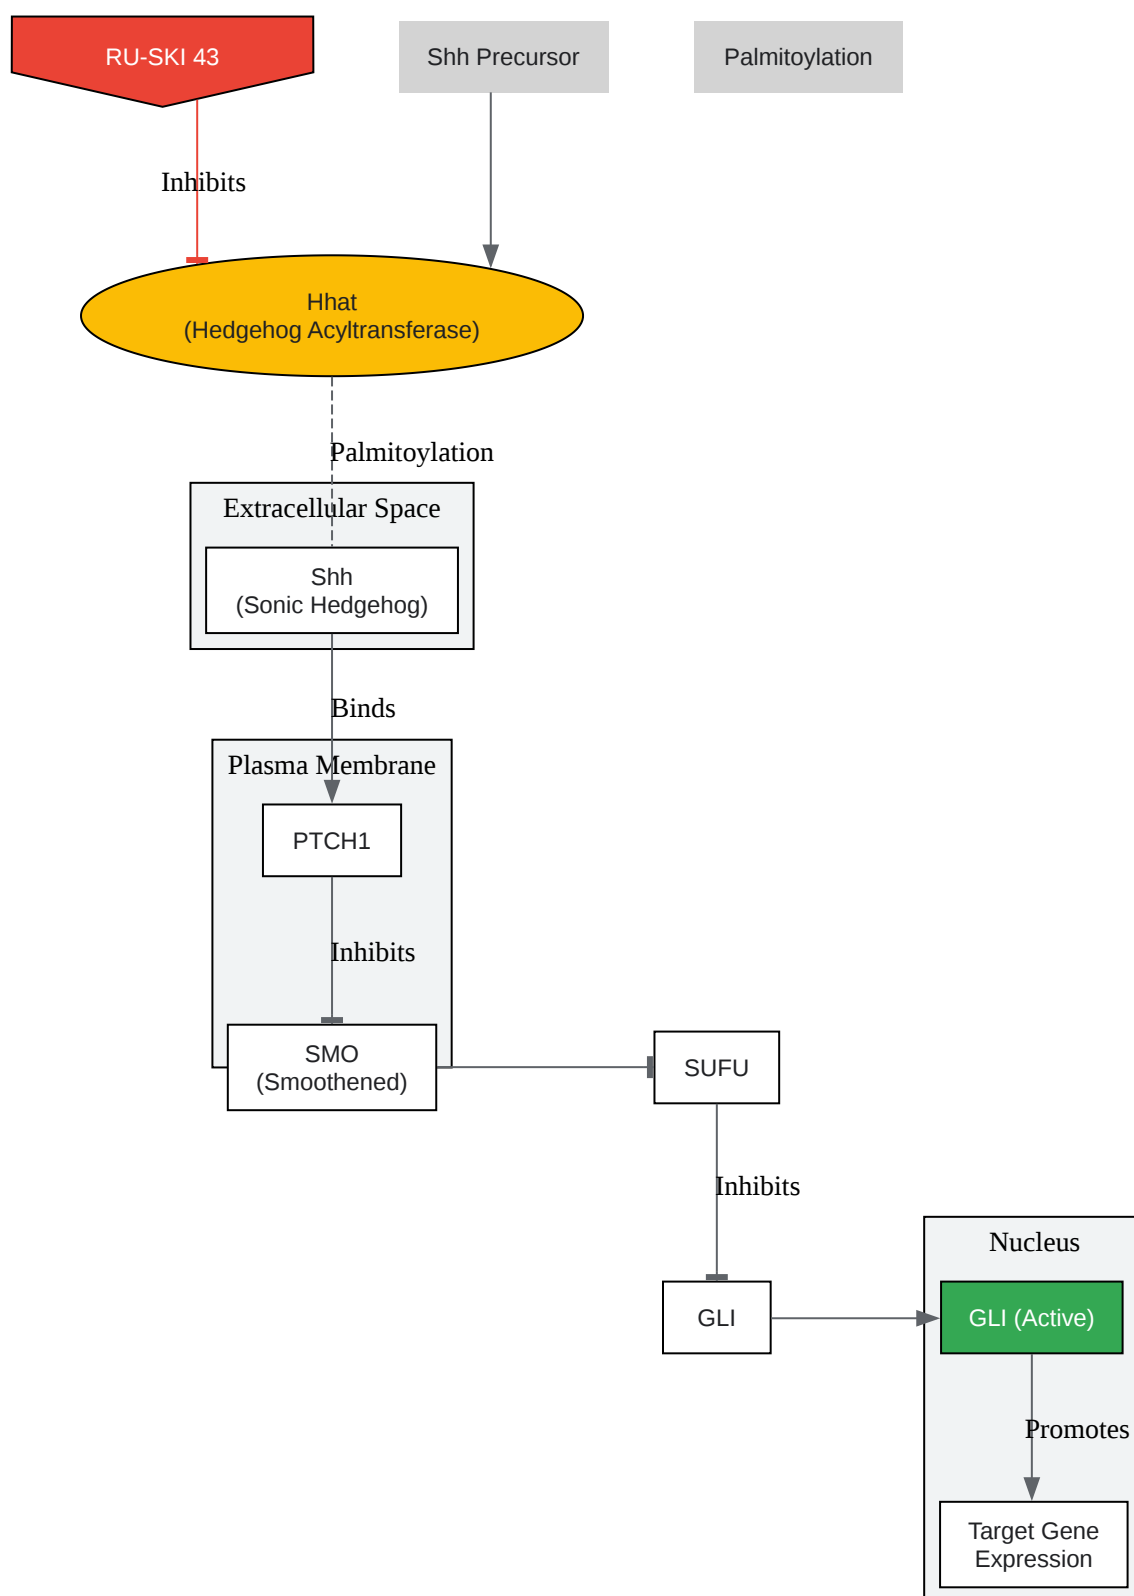 RU-SKI 43
Shh Precursor
Palmitoylation
Inhibits
Hhat
(Hedgehog Acyltransferase)
Palmitoylation
Extracellular Space
Shh
(Sonic Hedgehog)
Binds
Plasma Membrane
PTCH1
Inhibits
SMO
(Smoothened)
SUFU
Inhibits
Nucleus
GLI
GLI (Active)
Promotes
Target Gene
Expression